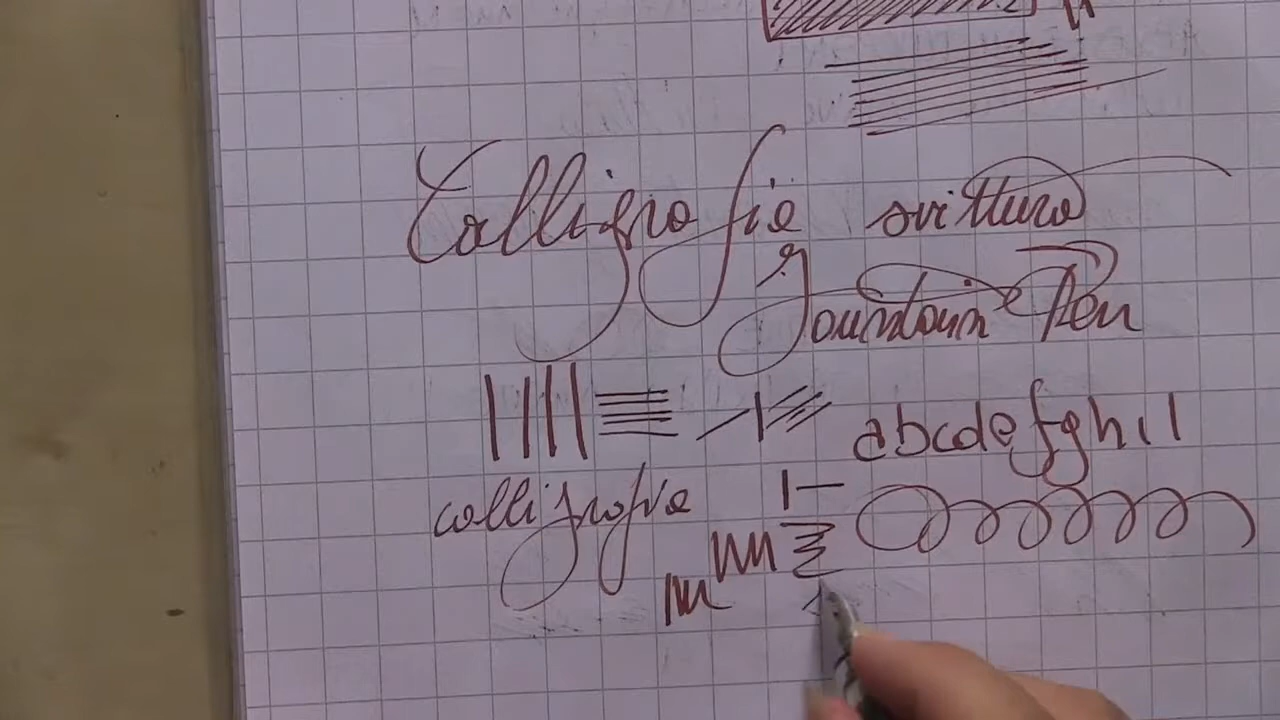 Calligrafia scrittura
fountain Pen
abcdefghil
calligrafia